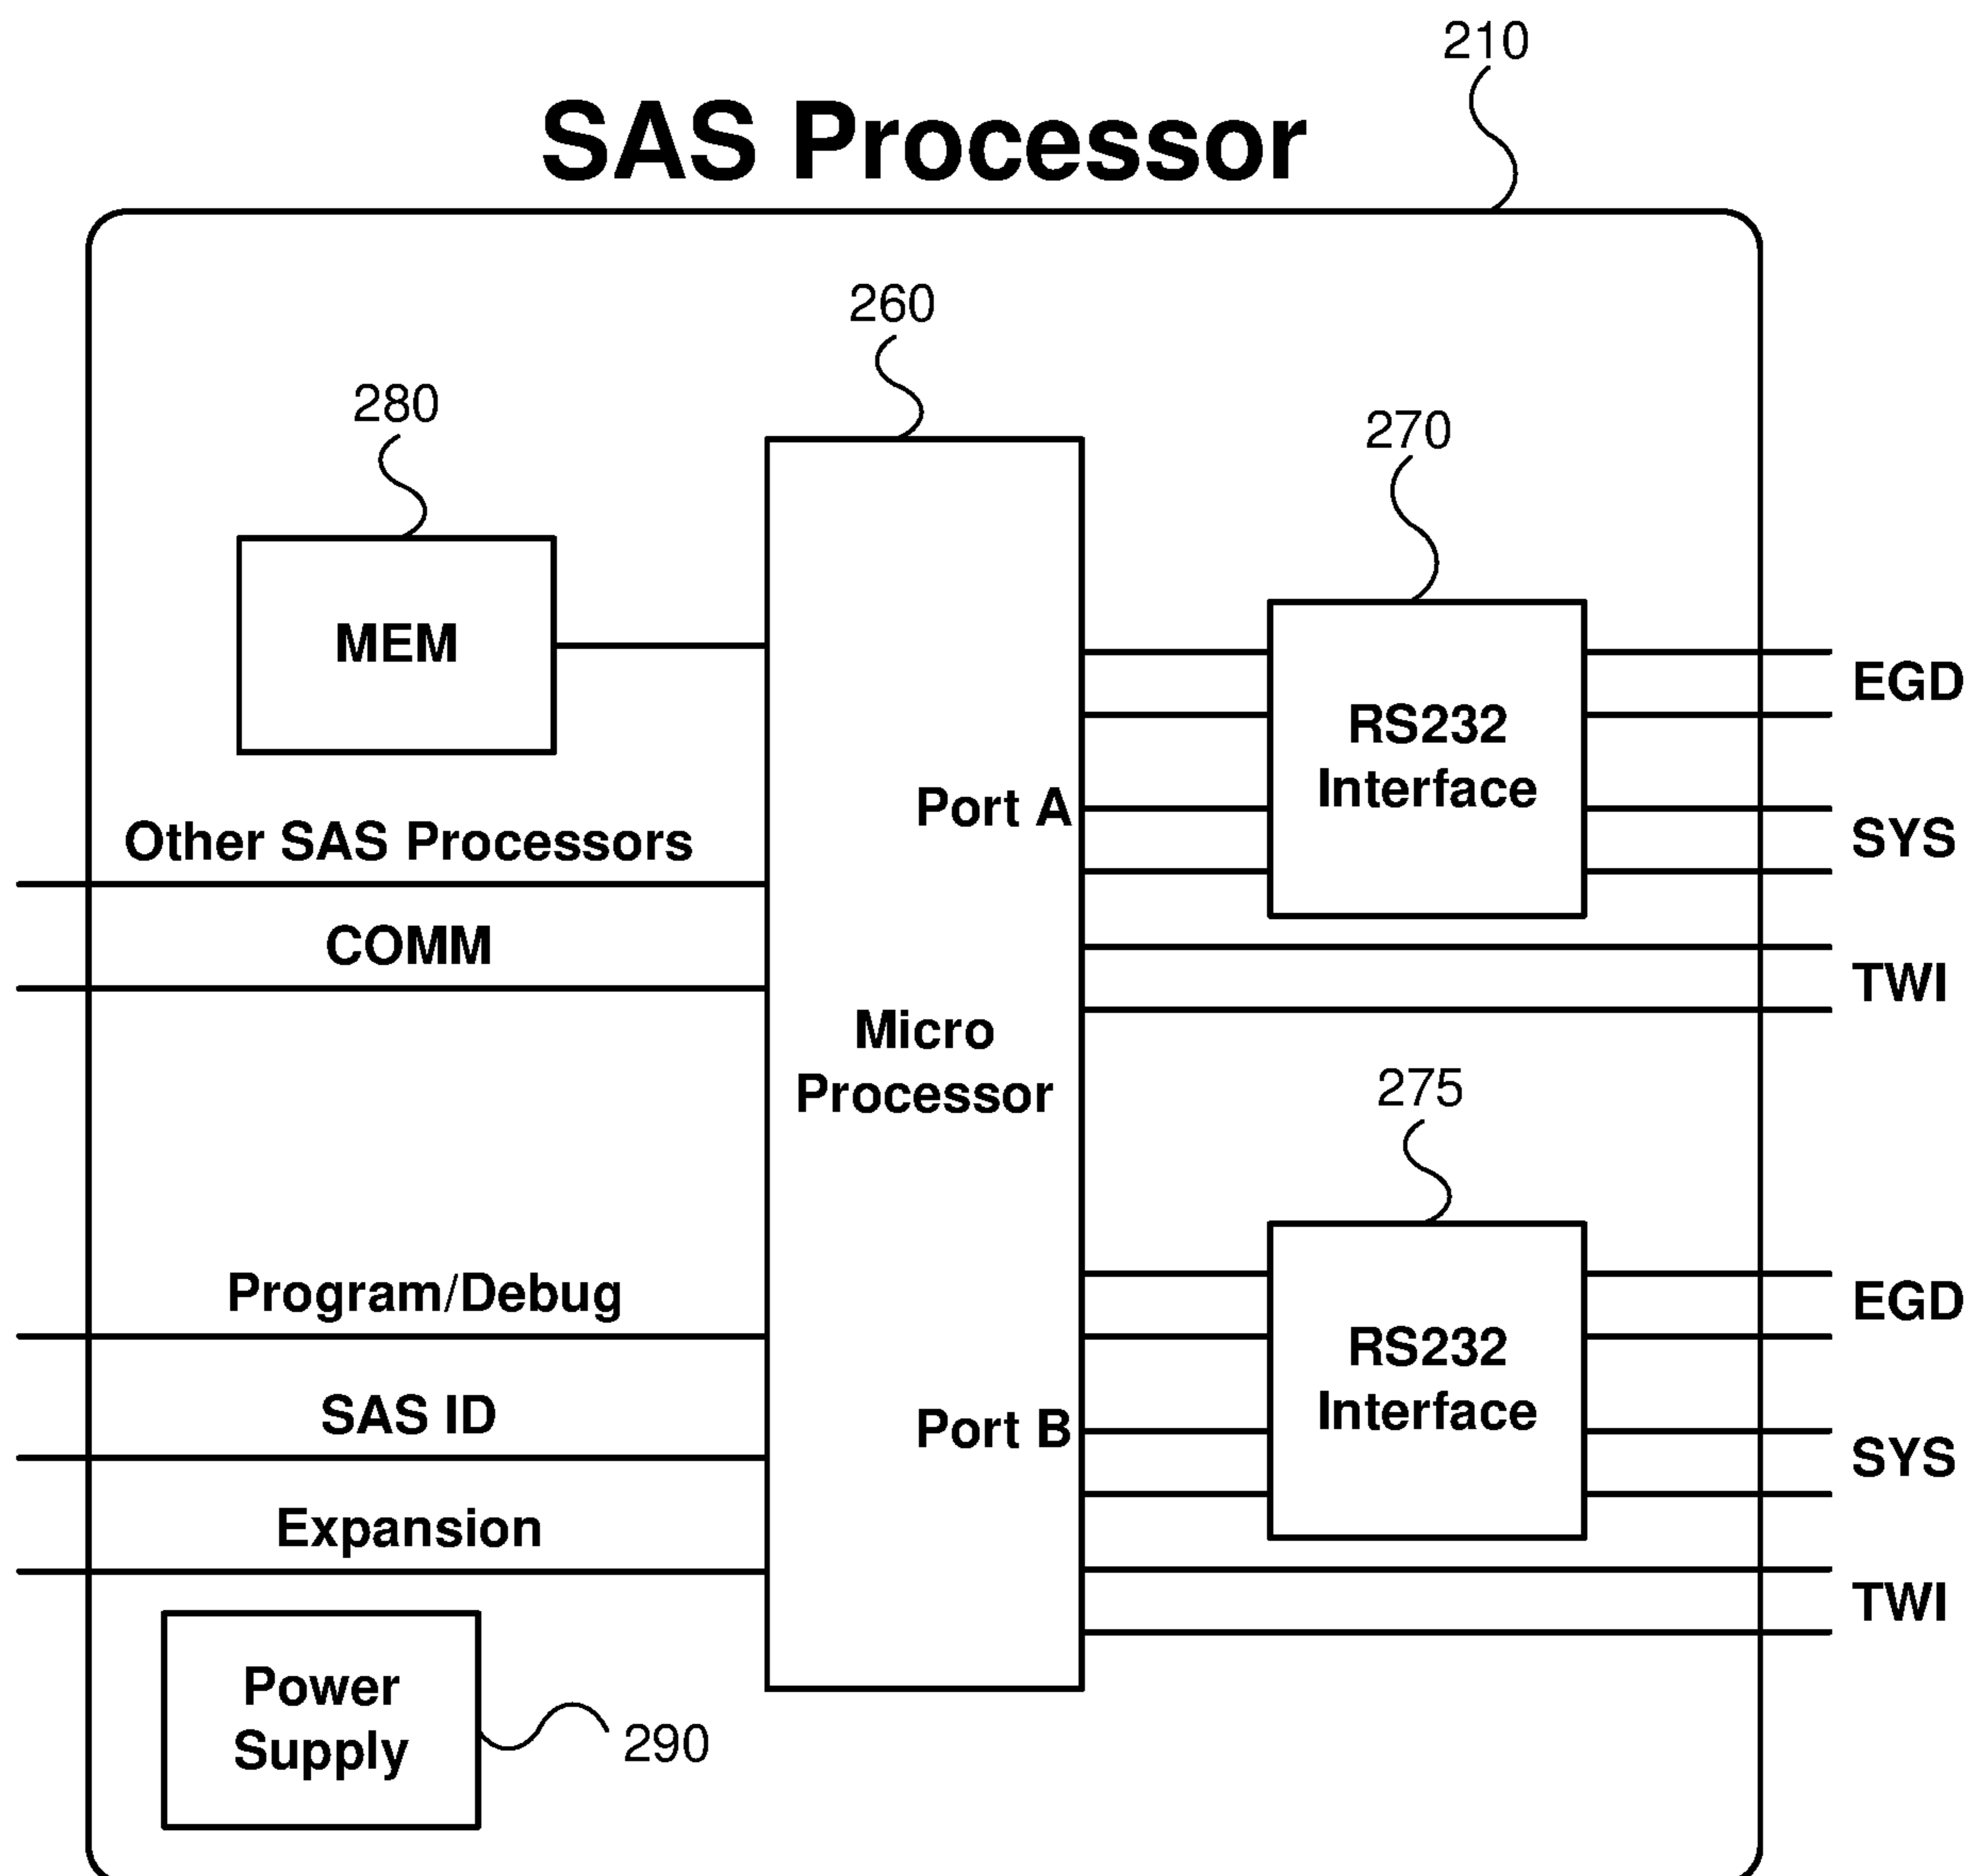 210
SAS Processor
260
280
270
MEM
EGD
RS232
Interface
Port A
SYS
Other SAS Processors
COMM
TWI
Micro
Processor
275
Program/Debug
EGD
RS232
Interface
SAS ID
Port B
SYS
Expansion
TWI
Power
Supply
290